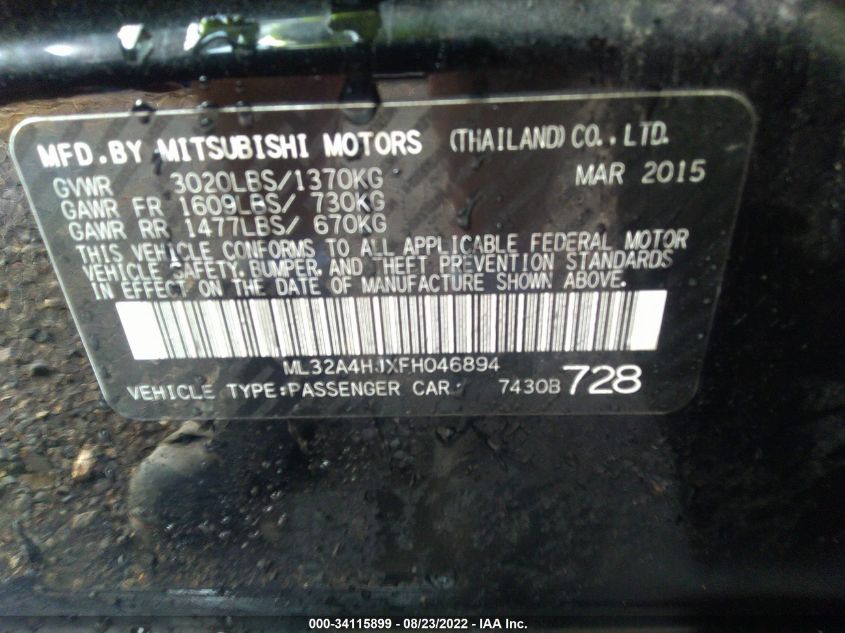 MFD. BY MITSUBISHI MOTORS (THAILAND) CO., LTD.
GVWR 3020LBS/1370KG MAR 2015
GAWR FR 1609LBS/ 730KG
GAWR RR 1477LBS/ 670KG
THIS VEHICLE CONFORMS TO ALL APPLICABLE FEDERAL MOTOR
VEHICLE SAFETY, BUMPER, AND THEFT PREVENTION STANDARDS
IN EFFECT ON THE DATE OF MANUFACTURE SHOWN ABOVE.
ML32A4HJXFH046894
VEHICLE TYPE:PASSENGER CAR 7430B 728
000-34115899 - 08/23/2022 - IAA Inc.